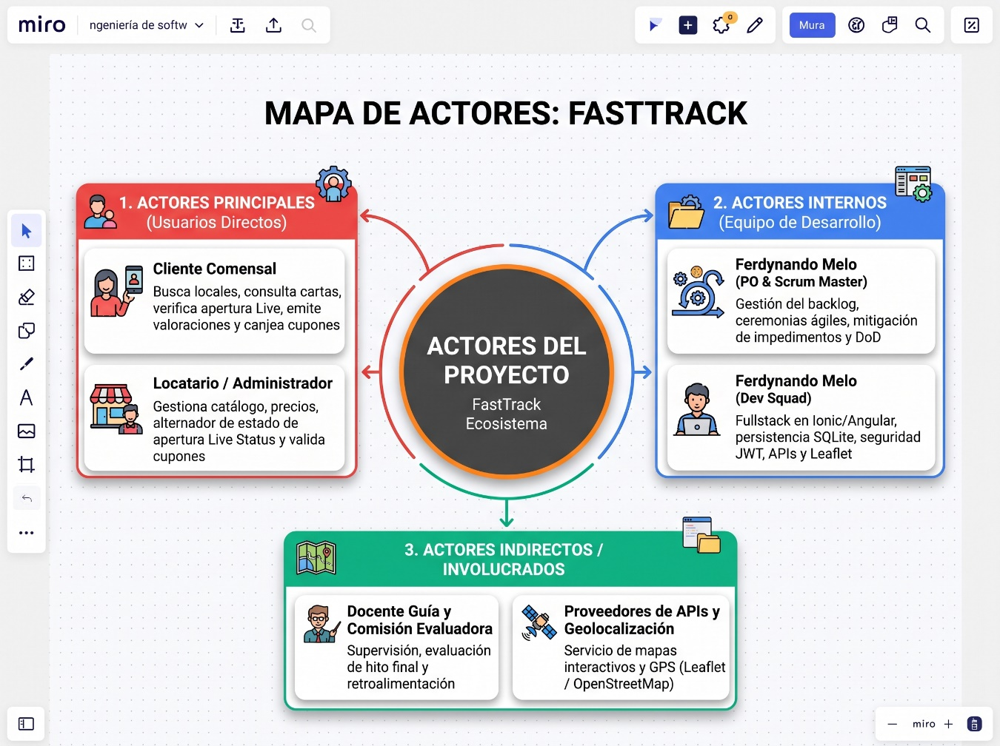 miro
ngeniería de softw
0
Mura
MAPA DE ACTORES: FASTTRACK
1. ACTORES PRINCIPALES
(Usuarios Directos)
Cliente Comensal
Busca locales, consulta cartas,
verifica apertura Live, emite
valoraciones y canjea cupones
Locatario / Administrador
Gestiona catálogo, precios,
alternador de estado de
apertura Live Status y valida
cupones
ACTORES DEL
PROYECTO
FastTrack
Ecosistema
2. ACTORES INTERNOS
(Equipo de Desarrollo)
Ferdynando Melo
(PO & Scrum Master)
Gestión del backlog,
ceremonias ágiles, mitigación
de impedimentos y DoD
Ferdynando Melo
(Dev Squad)
Fullstack en Ionic/Angular,
persistencia SQLite, seguridad
JWT, APIs y Leaflet
3. ACTORES INDIRECTOS /
INVOLUCRADOS
Docente Guía y
Comisión Evaluadora
Supervisión, evaluación
de hito final y
retroalimentación
Proveedores de APIs y
Geolocalización
Servicio de mapas
interactivos y GPS (Leaflet
/ OpenStreetMap)
miro